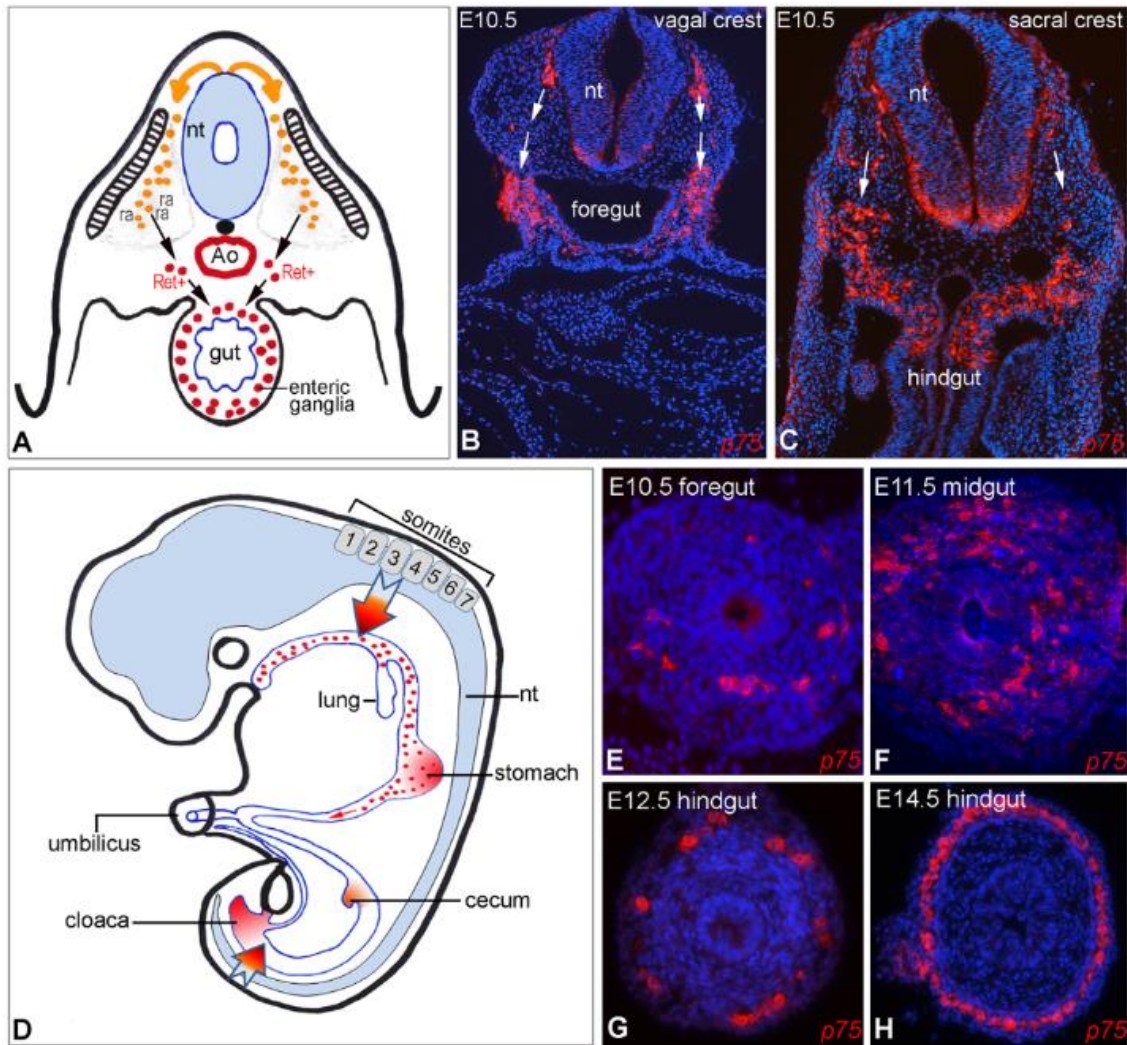 nt
ra
ra
ra
Ao
Ret+
Ret+
gut
enteric
ganglia
A
E10.5 vagal crest
nt
foregut
B p75
E10.5 sacral crest
nt
hindgut
C p75
somites
1 2 3 4 5 6 7
lung
nt
stomach
umbilicus
cecum
cloaca
D
E10.5 foregut
E p75
E11.5 midgut
F p75
E12.5 hindgut
G p75
E14.5 hindgut
H p75